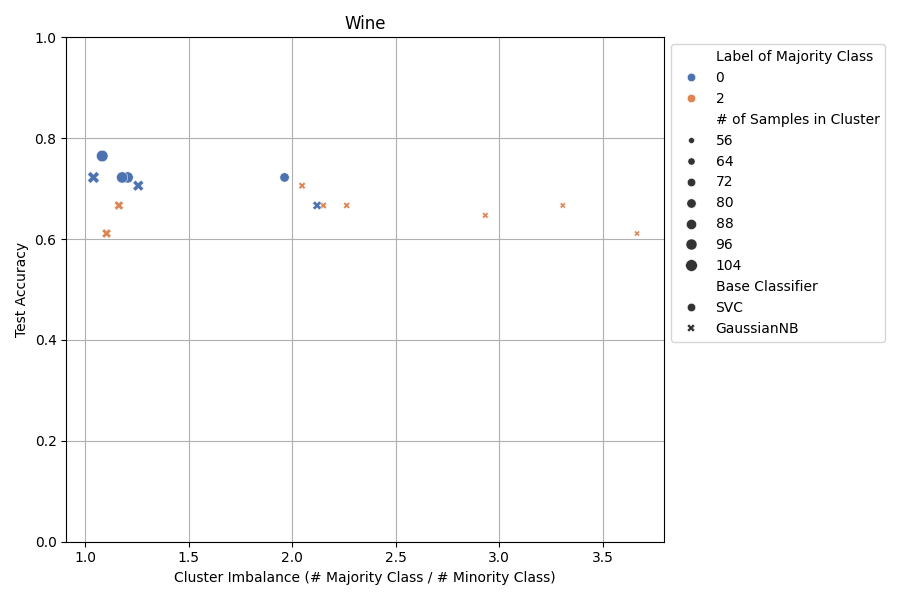 Wine
1.0
0.8
0.6
0.4
0.2
0.0
Test Accuracy
1.0
1.5
2.0
2.5
3.0
3.5
Cluster Imbalance (# Majority Class / # Minority Class)
Label of Majority Class
0
2
# of Samples in Cluster
56
64
72
80
88
96
104
Base Classifier
SVC
GaussianNB